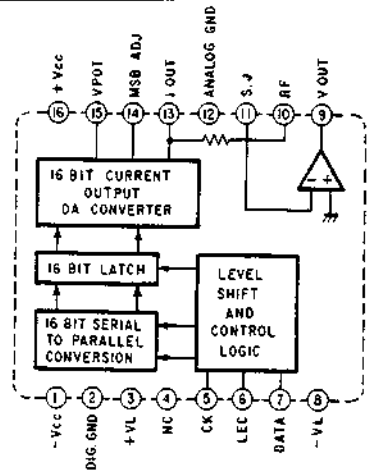 +Vcc
VPOT
MSB ADJ
I OUT
ANALOG GND
S.J
RF
V OUT
16
15
14
13
12
11
10
9
16 BIT CURRENT
OUTPUT
DA CONVERTER
- +
16 BIT LATCH
LEVEL
SHIFT
AND
CONTROL
LOGIC
16 BIT SERIAL
TO PARALLEL
CONVERSION
1
2
3
4
5
6
7
8
-Vcc
DIG.GND
+VL
NC
CK
LEC
DATA
-VL